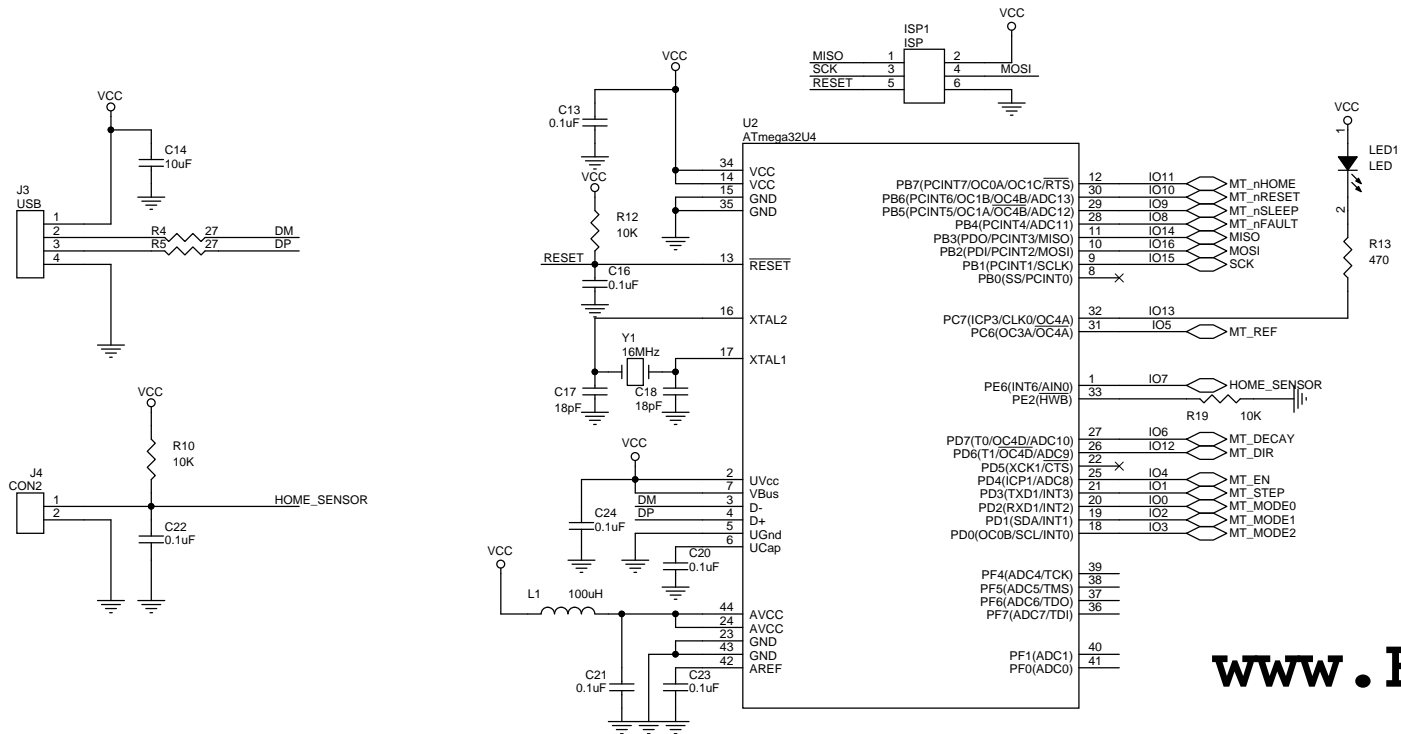 ISP1
ISP
VCC
MISO 1 2
SCK 3 4 MOSI
RESET 5 6
VCC
C14
10uF
J3
USB
1
2 R4 27 DM
3 R5 27 DP
4
VCC
R10
10K
J4
CON2
1 HOME_SENSOR
2
C22
0.1uF
VCC
C13
0.1uF
VCC
R12
10K
RESET
C16
0.1uF
Y1
16MHz
C17
18pF
C18
18pF
VCC
DM
DP
C24
0.1uF
C20
0.1uF
VCC
L1 100uH
C21
0.1uF
C23
0.1uF
U2
ATmega32U4
34 VCC
14 VCC
15 GND
35 GND
13 RESET
16 XTAL2
17 XTAL1
2 UVcc
7 VBus
3 D-
4 D+
5 UGnd
6 UCap
44 AVCC
24 AVCC
23 GND
43 GND
42 AREF
PB7(PCINT7/OC0A/OC1C/RTS) 12 IO11 MT_nHOME
PB6(PCINT6/OC1B/OC4B/ADC13) 30 IO10 MT_nRESET
PB5(PCINT5/OC1A/OC4B/ADC12) 29 IO9 MT_nSLEEP
PB4(PCINT4/ADC11) 28 IO8 MT_nFAULT
PB3(PDO/PCINT3/MISO) 11 IO14 MISO
PB2(PDI/PCINT2/MOSI) 10 IO16 MOSI
PB1(PCINT1/SCLK) 9 IO15 SCK
PB0(SS/PCINT0) 8
PC7(ICP3/CLK0/OC4A) 32 IO13
PC6(OC3A/OC4A) 31 IO5 MT_REF
PE6(INT6/AIN0) 1 IO7 HOME_SENSOR
PE2(HWB) 33
R19 10K
PD7(T0/OC4D/ADC10) 27 IO6 MT_DECAY
PD6(T1/OC4D/ADC9) 26 IO12 MT_DIR
PD5(XCK1/CTS) 22
PD4(ICP1/ADC8) 25 IO4 MT_EN
PD3(TXD1/INT3) 21 IO1 MT_STEP
PD2(RXD1/INT2) 20 IO0 MT_MODE0
PD1(SDA/INT1) 19 IO2 MT_MODE1
PD0(OC0B/SCL/INT0) 18 IO3 MT_MODE2
PF4(ADC4/TCK) 39
PF5(ADC5/TMS) 38
PF6(ADC6/TDO) 37
PF7(ADC7/TDI) 36
PF1(ADC1) 40
PF0(ADC0) 41
VCC
1
LED1
LED
2
R13
470
www.